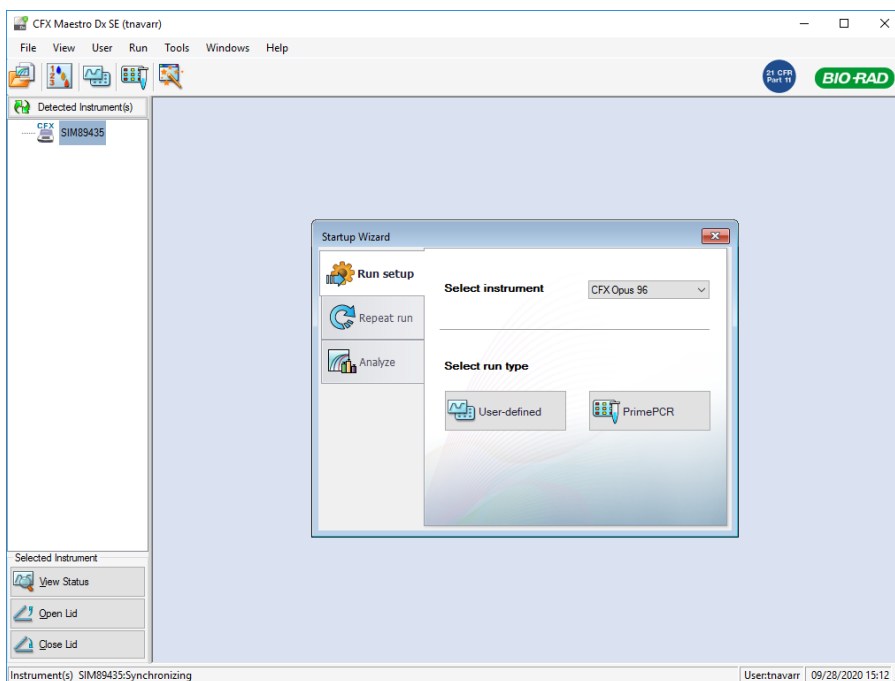 CFX Maestro Dx SE (tnavarr)
File View User Run Tools Windows Help
21 CFR
Part 11
BIO-RAD
Detected Instrument(s)
CFX
SIM89435
Startup Wizard
Run setup
Repeat run
Analyze
Select instrument
CFX Opus 96
Select run type
User-defined
PrimePCR
Selected Instrument
View Status
Open Lid
Close Lid
Instrument(s) SIM89435:Synchronizing
User:tnavarr 09/28/2020 15:12